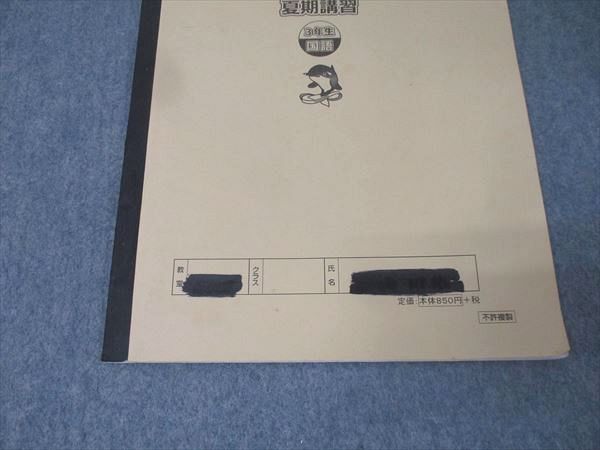 夏期講習
3年生
国語
教室
クラス
氏名
定価:本体850円+税
不許複製